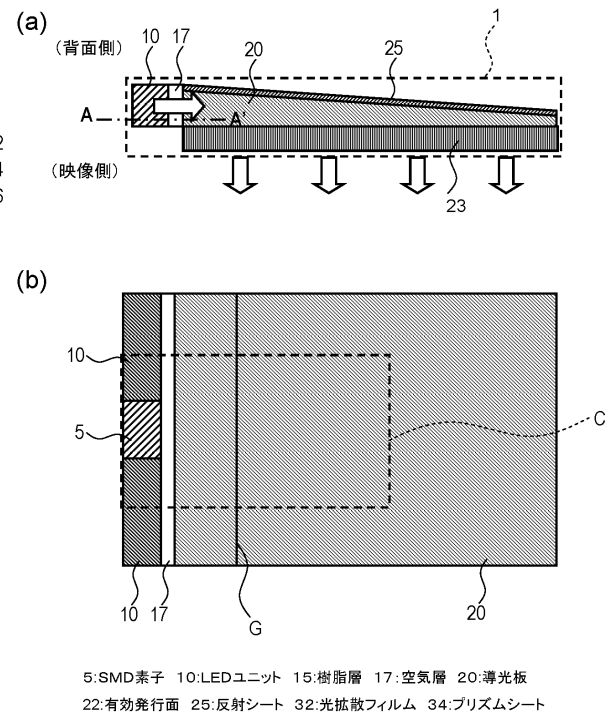 (a)
1
10 17 20 25
(背面側)
A A'
2
4
(映像側)
6
23
(b)
10
5
C
10 17 G 20
5:SMD素子 10:LEDユニット 15:樹脂層 17:空気層 20:導光板
22:有効発行面 25:反射シート 32:光拡散フィルム 34:プリズムシート